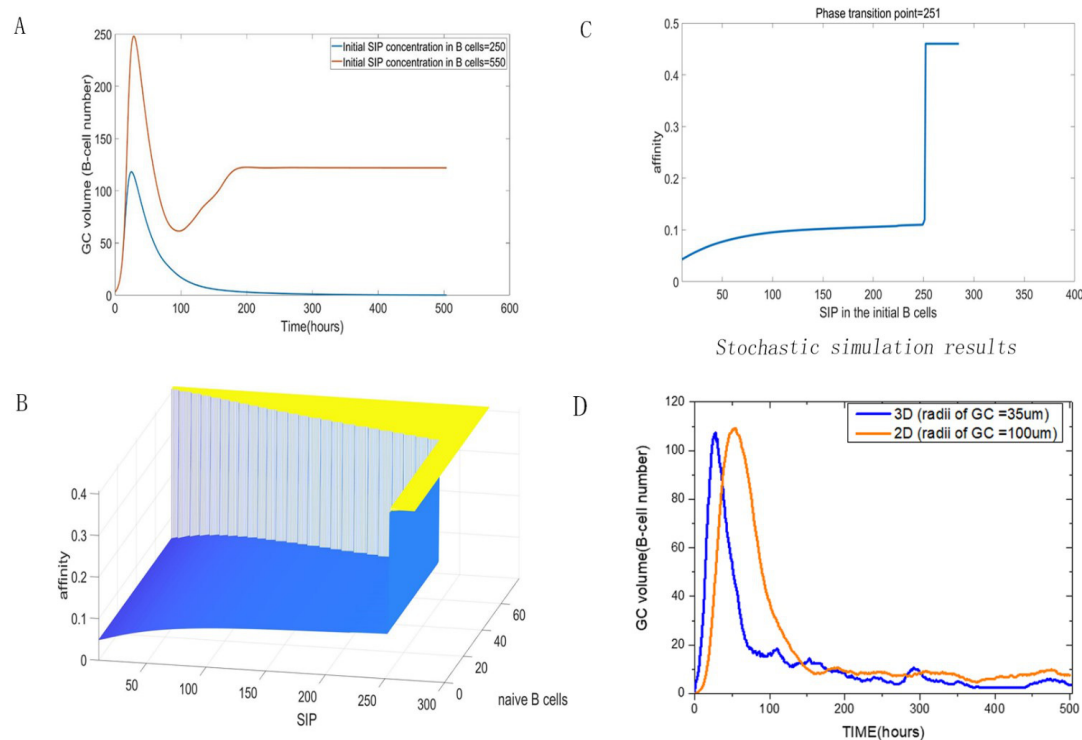 A
GC volume (B-cell number)
250
200
150
100
50
0
Initial SIP concentration in B cells=250
Initial SIP concentration in B cells=550
0 100 200 300 400 500 600
Time(hours)
C
Phase transition point=251
affinity
0.5
0.4
0.3
0.2
0.1
0
50 100 150 200 250 300 350 400
SIP in the initial B cells
Stochastic simulation results
B
affinity
0.4
0.3
0.2
0.1
0
50 100 150 200 250 300
SIP
0 20 40 60
naive B cells
D
GC volume(B-cell number)
120
100
80
60
40
20
0
3D (radii of GC =35um)
2D (radii of GC =100um)
0 100 200 300 400 500
TIME(hours)